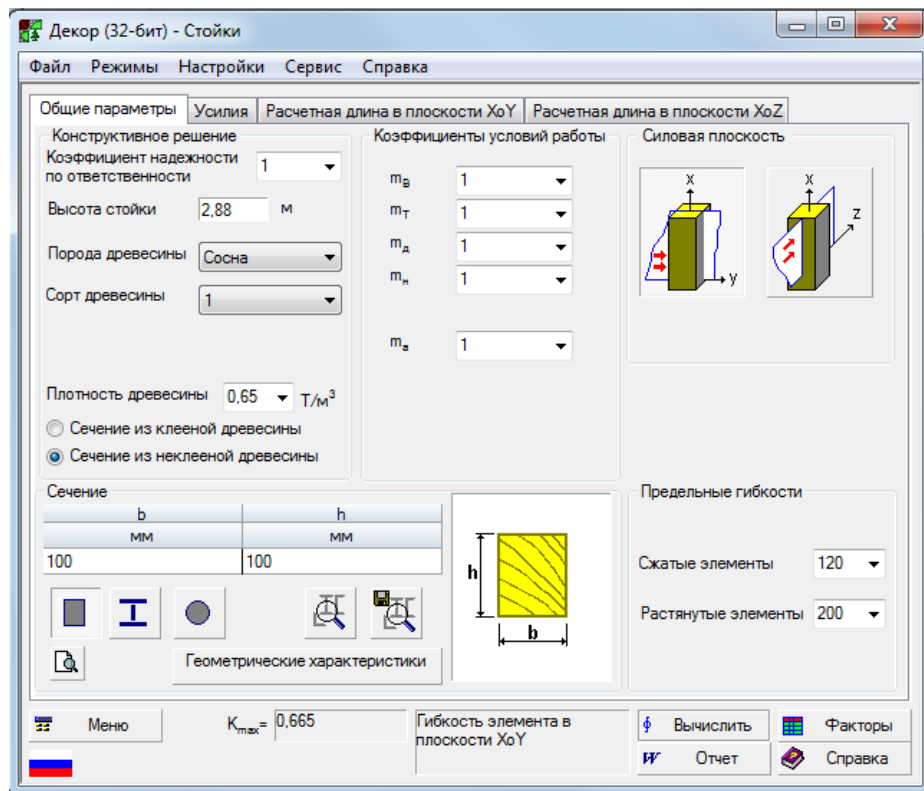 Декор (32-бит) - Стойки
Файл Режимы Настройки Сервис Справка
Общие параметры Усилия Расчетная длина в плоскости XoY Расчетная длина в плоскости XoZ
Конструктивное решение
Коэффициент надежности
по ответственности
1
Высота стойки 2,88 м
Порода древесины Сосна
Сорт древесины 1
Плотность древесины 0,65 Т/м³
Сечение из клееной древесины
Сечение из неклееной древесины
Коэффициенты условий работы
mВ 1
mТ 1
mд 1
mн 1
mа 1
Силовая плоскость
x
y
x
z
Сечение
b h
мм мм
100 100
Геометрические характеристики
h
b
Предельные гибкости
Сжатые элементы 120
Растянутые элементы 200
Меню
Kmax= 0,665
Гибкость элемента в
плоскости XoY
Вычислить
Факторы
W Отчет
Справка